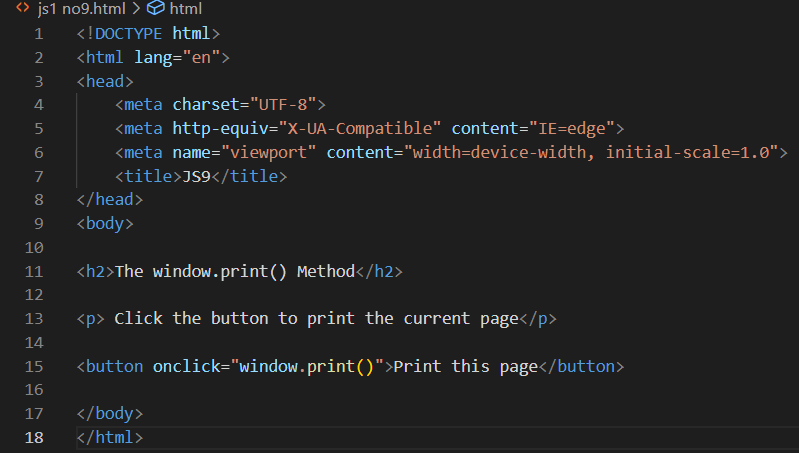 js1 no9.html > html
1 <!DOCTYPE html>
2 <html lang="en">
3 <head>
4     <meta charset="UTF-8">
5     <meta http-equiv="X-UA-Compatible" content="IE=edge">
6     <meta name="viewport" content="width=device-width, initial-scale=1.0">
7     <title>JS9</title>
8 </head>
9 <body>
10
11 <h2>The window.print() Method</h2>
12
13 <p> Click the button to print the current page</p>
14
15 <button onclick="window.print()">Print this page</button>
16
17 </body>
18 </html>